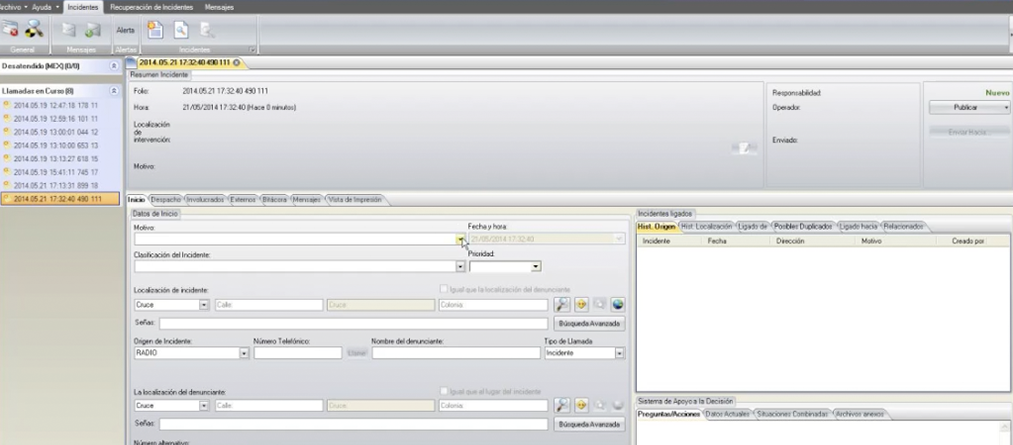 Archivo Ayuda Incidentes Recuperación de Incidentes Mensajes
Alerta
General Mensajes Alertas Incidentes
Desatendido (MEX) (0/0)
Llamadas en Curso (8)
2014.05.19 12:47:18 178 11
2014.05.19 12:59:16 101 11
2014.05.19 13:00:01 044 12
2014.05.19 13:10:00 653 13
2014.05.19 13:13:27 618 15
2014.05.19 15:41:11 745 17
2014.05.21 17:13:31 899 18
2014.05.21 17:32:40 490 111
2014.05.21 17:32:40 490 111
Resumen Incidente
Folio: 2014.05.21 17:32:40 490 111
Hora: 21/05/2014 17:32:40 (Hace 0 minutos)
Localización
de
intervención:
Motivo:
Responsabilidad:
Operador:
Enviado:
Nuevo
Publicar
Enviar Hacia...
Inicio Despacho Involucrados Externos Bitácora Mensajes Vista de Impresión
Datos de Inicio
Motivo: Fecha y hora:
21/05/2014 17:32:40
Clasificación del Incidente: Prioridad:
Localización de incidente: Igual que la localización del denunciante
Cruce Calle: Cruce Colonia
Señas: Búsqueda Avanzada
Origen de Incidente: Número Telefónico: Nombre del denunciante: Tipo de Llamada
RADIO Llamar Incidente
La localización del denunciante: Igual que el lugar del incidente
Cruce Calle: Cruce Colonia
Señas: Búsqueda Avanzada
Número alternativo:
Incidentes ligados
Hist. Origen Hist. Localización Ligado de Posibles Duplicados Ligado hacia Relacionados
Incidente Fecha Dirección Motivo Creado por
Sistema de Apoyo a la Decisión
Preguntas/Acciones Datos Actuales Situaciones Combinadas Archivos anexos